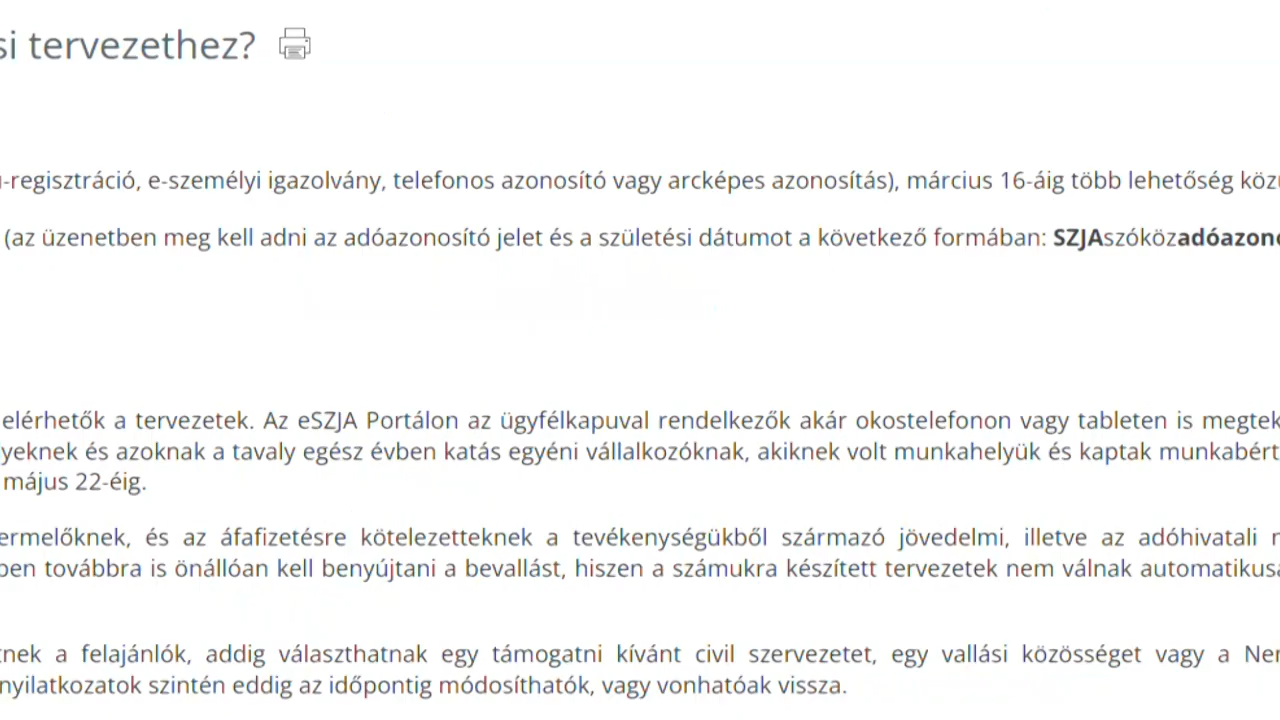 si tervezethez?
-regisztráció, e-személyi igazolvány, telefonos azonosító vagy arcképes azonosítás), március 16-áig több lehetőség köz
(az üzenetben meg kell adni az adóazonosító jelet és a születési dátumot a következő formában: SZJAszóközadóazon
elérhetők a tervezetek. Az eSZJA Portálon az ügyfélkapuval rendelkezők akár okostelefonon vagy tableten is megtek
yeknek és azoknak a tavaly egész évben katás egyéni vállalkozóknak, akiknek volt munkahelyük és kaptak munkabért
május 22-éig.
ermelőknek, és az áfafizetésre kötelezetteknek a tevékenységükből származó jövedelmi, illetve az adóhivatali
ben továbbra is önállóan kell benyújtani a bevallást, hiszen a számukra készített tervezetek nem válnak automatikus
nek a felajánlók, addig választhatnak egy támogatni kívánt civil szervezetet, egy vallási közösséget vagy a Ne
nyilatkozatok szintén eddig az időpontig módosíthatók, vagy vonhatóak vissza.